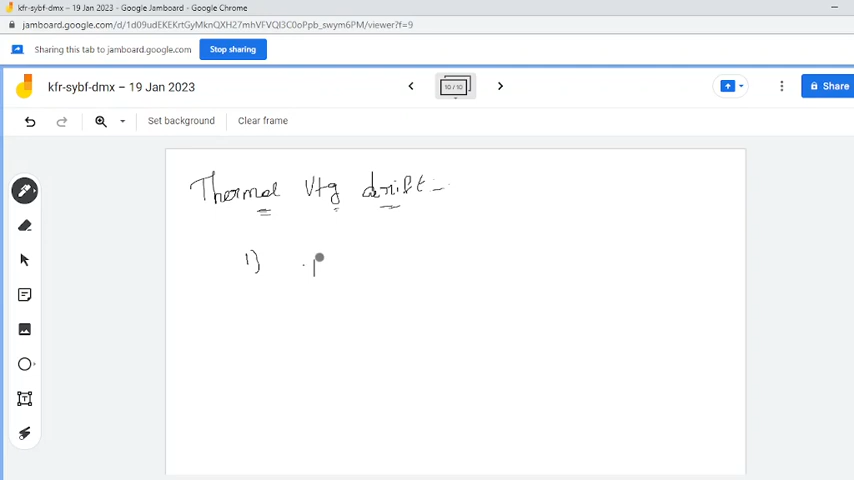 kfr-sybf-dmx - 19 Jan 2023 - Google Jamboard - Google Chrome
jamboard.google.com/d/1d09udEKEKrtGyMknQXH27mhVFVQI3C0oPpb_swym6PM/viewer?f=9
Sharing this tab to jamboard.google.com Stop sharing
kfr-sybf-dmx – 19 Jan 2023 10 / 10 Share
Set background Clear frame
Thermal Vtg drift :-
1)